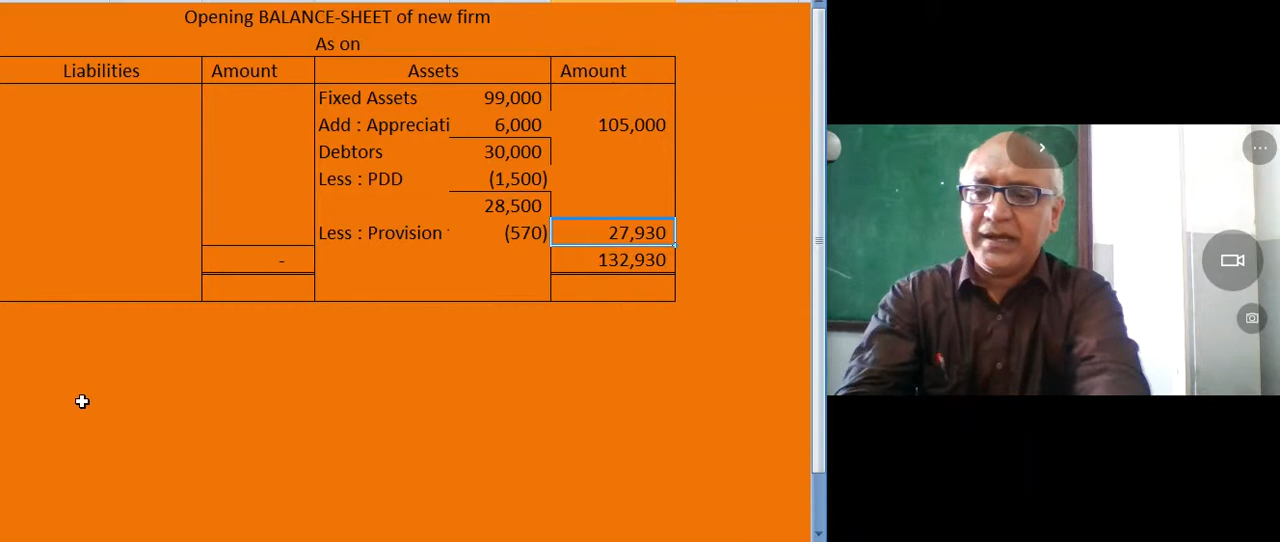 Opening BALANCE-SHEET of new firm
As on
Liabilities Amount Assets Amount
Fixed Assets 99,000
Add : Appreciati 6,000 105,000
Debtors 30,000
Less : PDD (1,500)
28,500
Less : Provision (570) 27,930
- 132,930